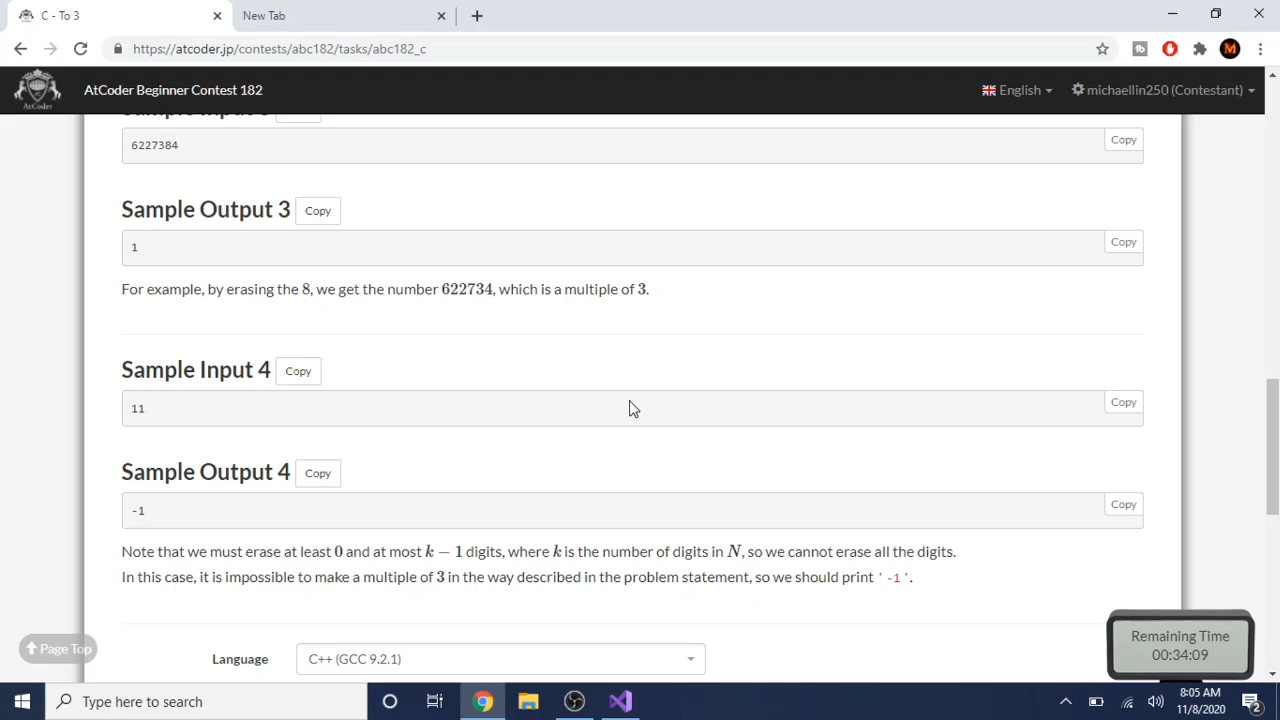 C - To 3
New Tab
https://atcoder.jp/contests/abc182/tasks/abc182_c
M
AtCoder
AtCoder Beginner Contest 182
English
michaellin250 (Contestant)
6227384
Copy
Sample Output 3
Copy
1
Copy
For example, by erasing the 8, we get the number 622734, which is a multiple of 3.
Sample Input 4
Copy
11
Copy
Sample Output 4
Copy
-1
Copy
Note that we must erase at least 0 and at most k − 1 digits, where k is the number of digits in N, so we cannot erase all the digits.
In this case, it is impossible to make a multiple of 3 in the way described in the problem statement, so we should print '-1'.
Page Top
Language
C++ (GCC 9.2.1)
Remaining Time
00:34:09
Type here to search
8:05 AM
11/8/2020
2